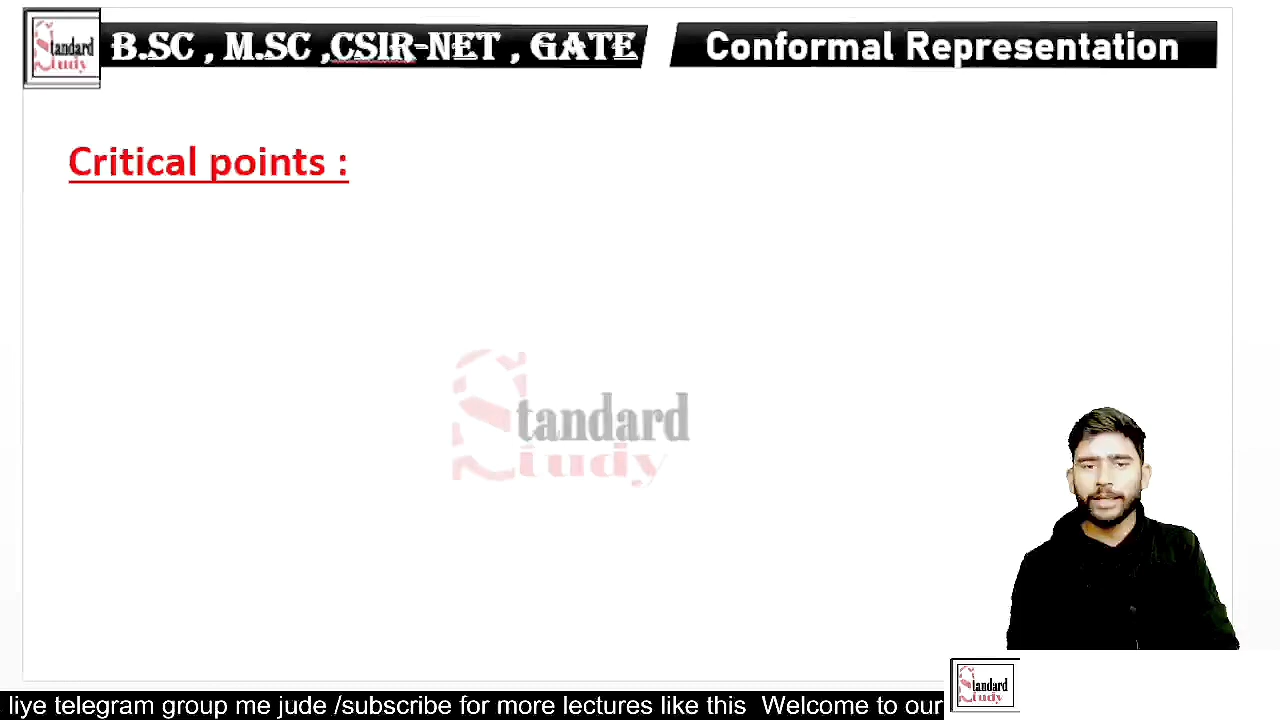 Standard Study
B.SC , M.SC ,CSIR-NET , GATE
Conformal Representation
Critical points :
Standard
Study
liye telegram group me jude /subscribe for more lectures like this  Welcome to our
Standard Study